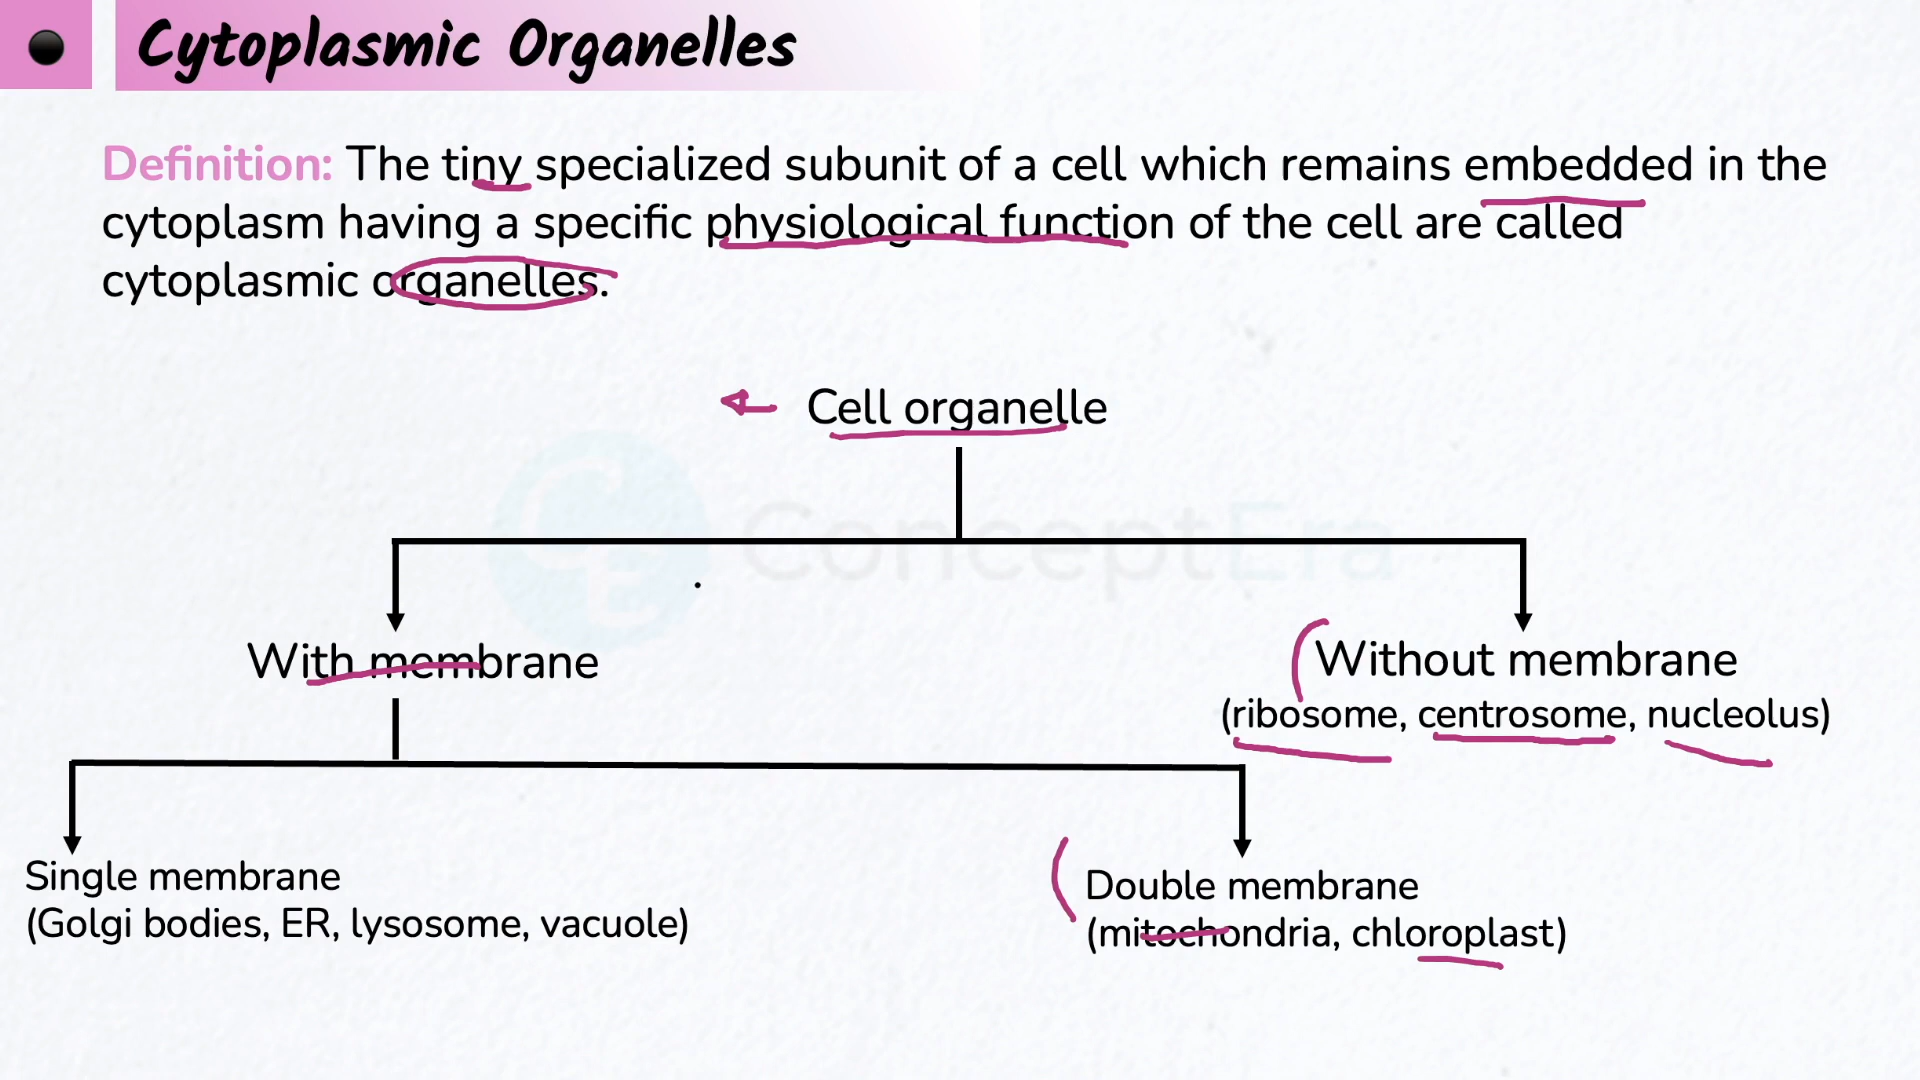 Cytoplasmic Organelles
Definition: The tiny specialized subunit of a cell which remains embedded in the
cytoplasm having a specific physiological function of the cell are called
cytoplasmic organelles.
Cell organelle
CE ConceptEra
With membrane
Without membrane
(ribosome, centrosome, nucleolus)
Single membrane
(Golgi bodies, ER, lysosome, vacuole)
Double membrane
(mitochondria, chloroplast)